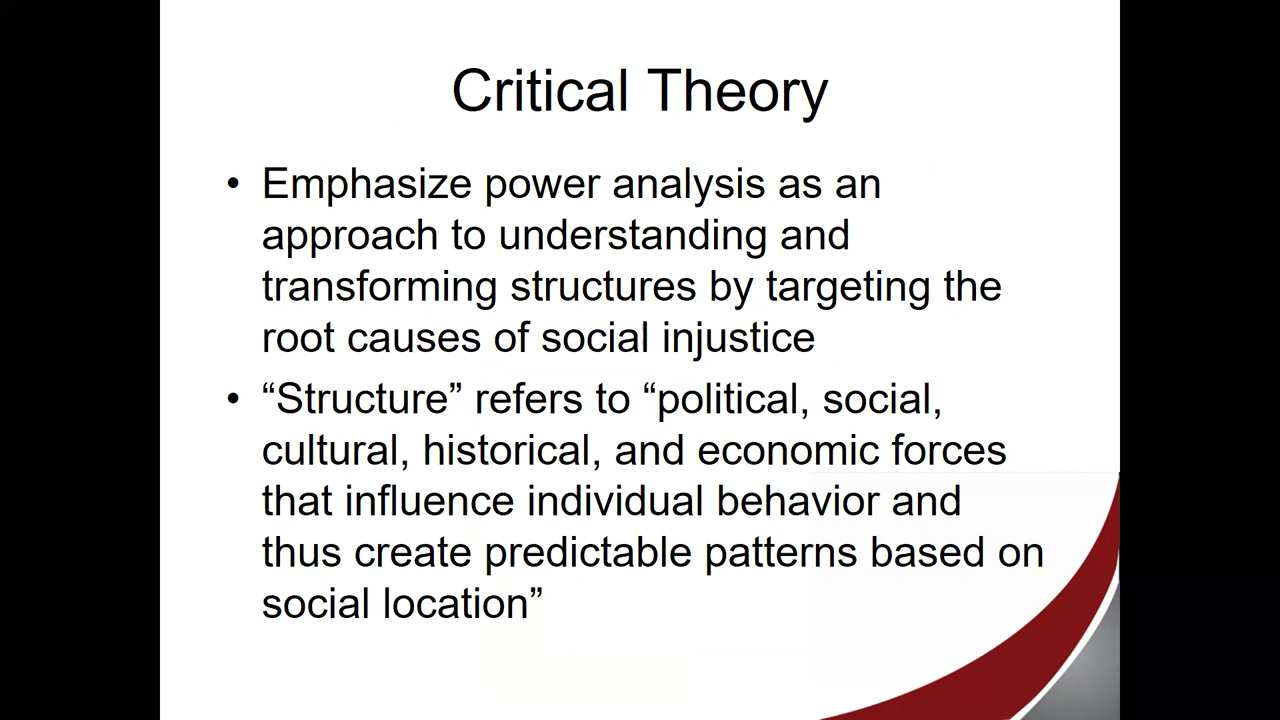 Critical Theory
• Emphasize power analysis as an
approach to understanding and
transforming structures by targeting the
root causes of social injustice
• “Structure” refers to “political, social,
cultural, historical, and economic forces
that influence individual behavior and
thus create predictable patterns based on
social location”